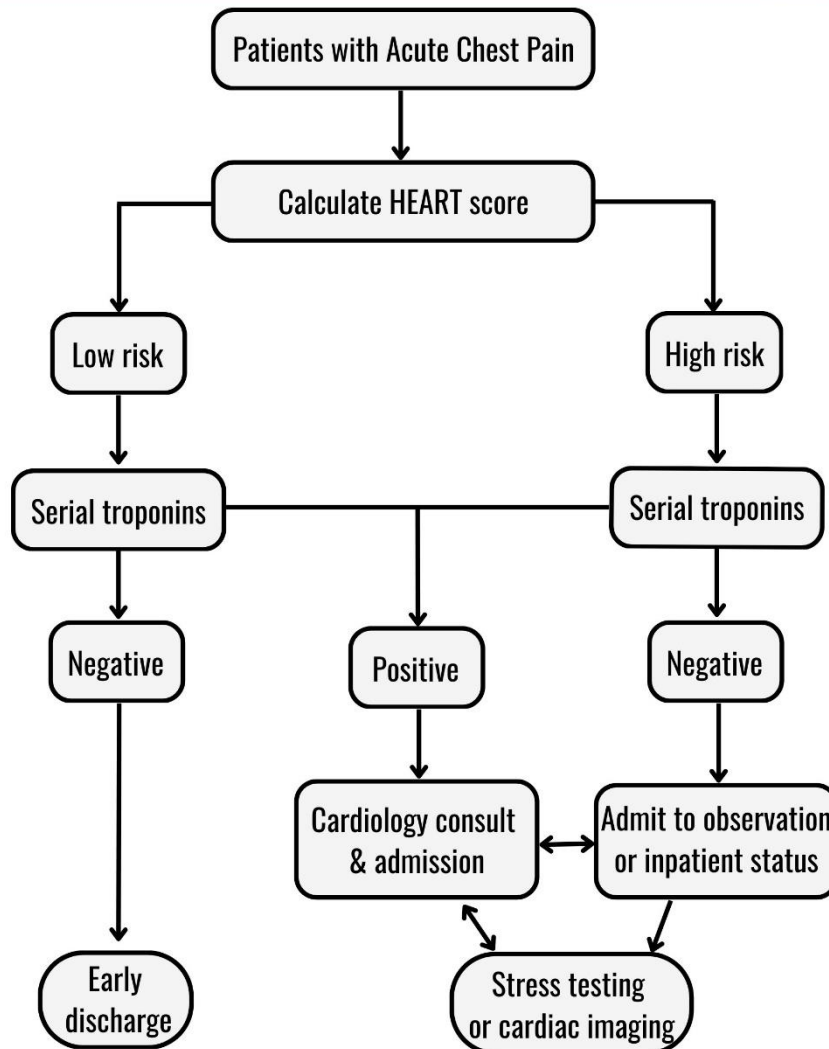 Patients with Acute Chest Pain
Calculate HEART score
Low risk
High risk
Serial troponins
Serial troponins
Negative
Positive
Negative
Cardiology consult
& admission
Admit to observation
or inpatient status
Early
discharge
Stress testing
or cardiac imaging